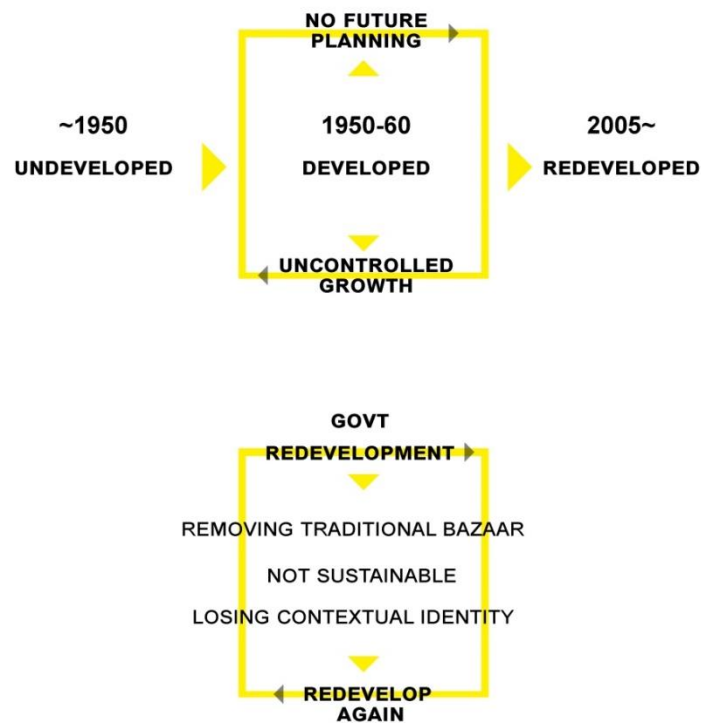 NO FUTURE
PLANNING
~1950
UNDEVELOPED
1950-60
DEVELOPED
2005~
REDEVELOPED
UNCONTROLLED
GROWTH
GOVT
REDEVELOPMENT
REMOVING TRADITIONAL BAZAAR
NOT SUSTAINABLE
LOSING CONTEXTUAL IDENTITY
REDEVELOP
AGAIN